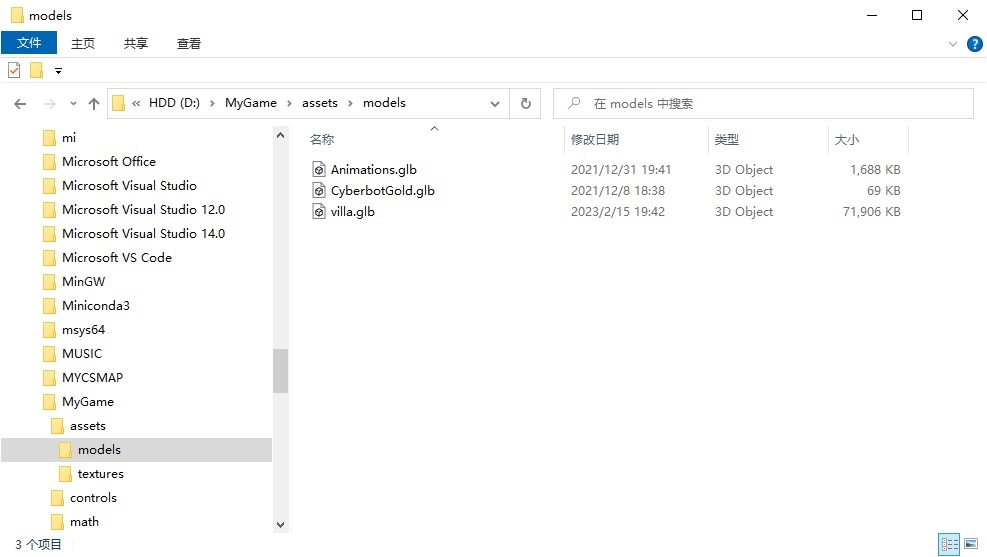 models
文件 主页 共享 查看
« HDD (D:) › MyGame › assets › models 在 models 中搜索
名称 修改日期 类型 大小
Animations.glb 2021/12/31 19:41 3D Object 1,688 KB
CyberbotGold.glb 2021/12/8 18:38 3D Object 69 KB
villa.glb 2023/2/15 19:42 3D Object 71,906 KB
mi
Microsoft Office
Microsoft Visual Studio
Microsoft Visual Studio 12.0
Microsoft Visual Studio 14.0
Microsoft VS Code
MinGW
Miniconda3
msys64
MUSIC
MYCSMAP
MyGame
assets
models
textures
controls
math
3 个项目